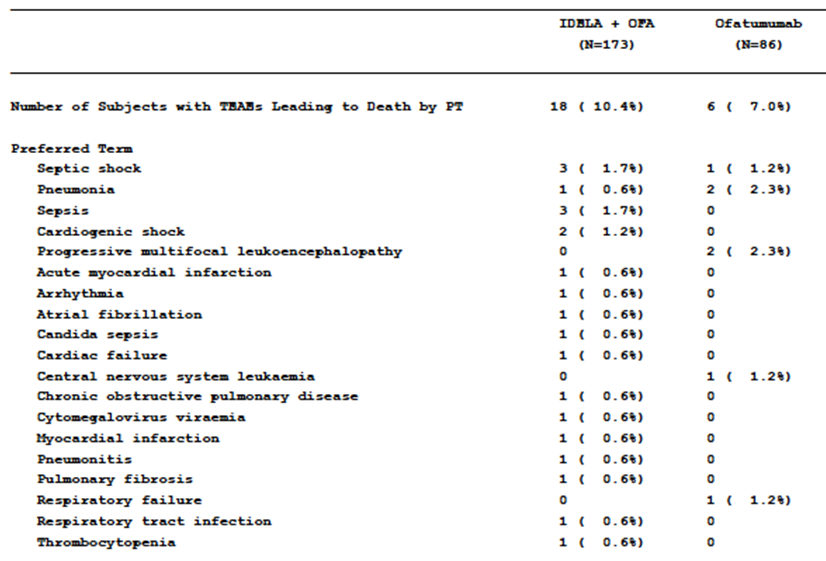 IDELA + OFA Ofatumumab
(N=173) (N=86)
Number of Subjects with TEAEs Leading to Death by PT 18 ( 10.4%) 6 ( 7.0%)
Preferred Term
Septic shock 3 ( 1.7%) 1 ( 1.2%)
Pneumonia 1 ( 0.6%) 2 ( 2.3%)
Sepsis 3 ( 1.7%) 0
Cardiogenic shock 2 ( 1.2%) 0
Progressive multifocal leukoencephalopathy 0 2 ( 2.3%)
Acute myocardial infarction 1 ( 0.6%) 0
Arrhythmia 1 ( 0.6%) 0
Atrial fibrillation 1 ( 0.6%) 0
Candida sepsis 1 ( 0.6%) 0
Cardiac failure 1 ( 0.6%) 0
Central nervous system leukaemia 0 1 ( 1.2%)
Chronic obstructive pulmonary disease 1 ( 0.6%) 0
Cytomegalovirus viraemia 1 ( 0.6%) 0
Myocardial infarction 1 ( 0.6%) 0
Pneumonitis 1 ( 0.6%) 0
Pulmonary fibrosis 1 ( 0.6%) 0
Respiratory failure 0 1 ( 1.2%)
Respiratory tract infection 1 ( 0.6%) 0
Thrombocytopenia 1 ( 0.6%) 0